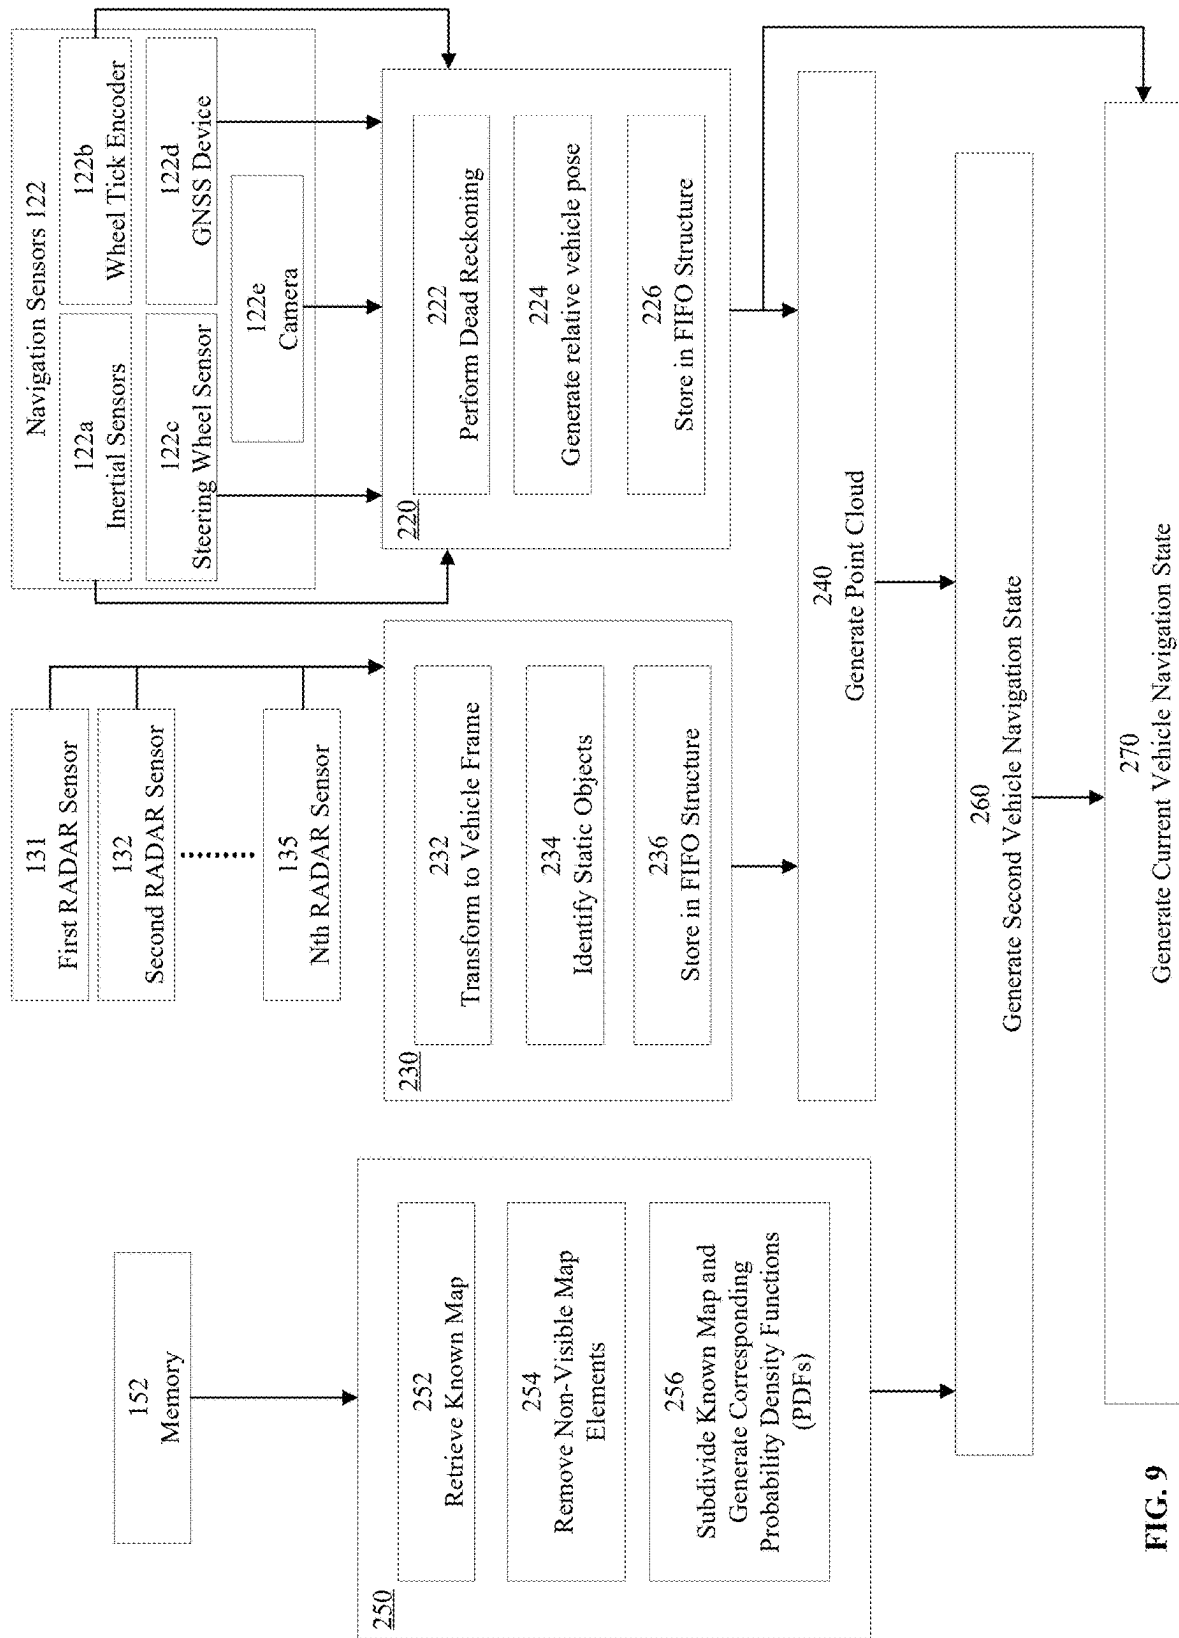 152
Memory
250
252
Retrieve Known Map
254
Remove Non-Visible Map
Elements
256
Subdivide Known Map and
Generate Corresponding
Probability Density Functions
(PDFs)
131
First RADAR Sensor
132
Second RADAR Sensor
135
Nth RADAR Sensor
230
232
Transform to Vehicle Frame
234
Identify Static Objects
236
Store in FIFO Structure
Navigation Sensors 122
122a
Inertial Sensors
122b
Wheel Tick Encoder
122c
Steering Wheel Sensor
122d
GNSS Device
122e
Camera
220
222
Perform Dead Reckoning
224
Generate relative vehicle pose
226
Store in FIFO Structure
240
Generate Point Cloud
260
Generate Second Vehicle Navigation State
270
Generate Current Vehicle Navigation State
FIG. 9